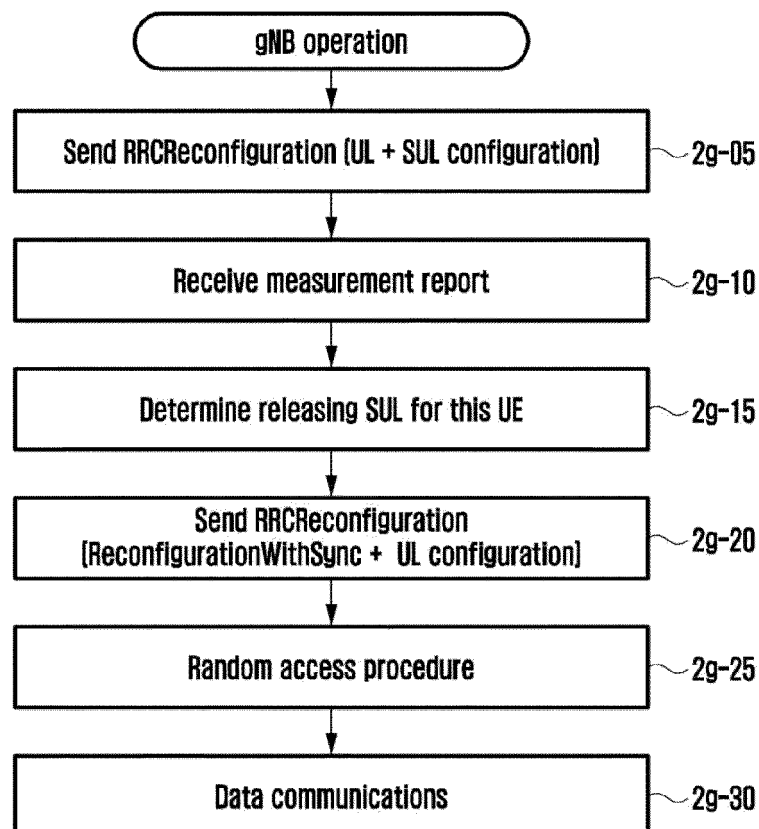 gNB operation
Send RRCReconfiguration (UL + SUL configuration)
2g-05
Receive measurement report
2g-10
Determine releasing SUL for this UE
2g-15
Send RRCReconfiguration
(ReconfigurationWithSync + UL configuration)
2g-20
Random access procedure
2g-25
Data communications
2g-30